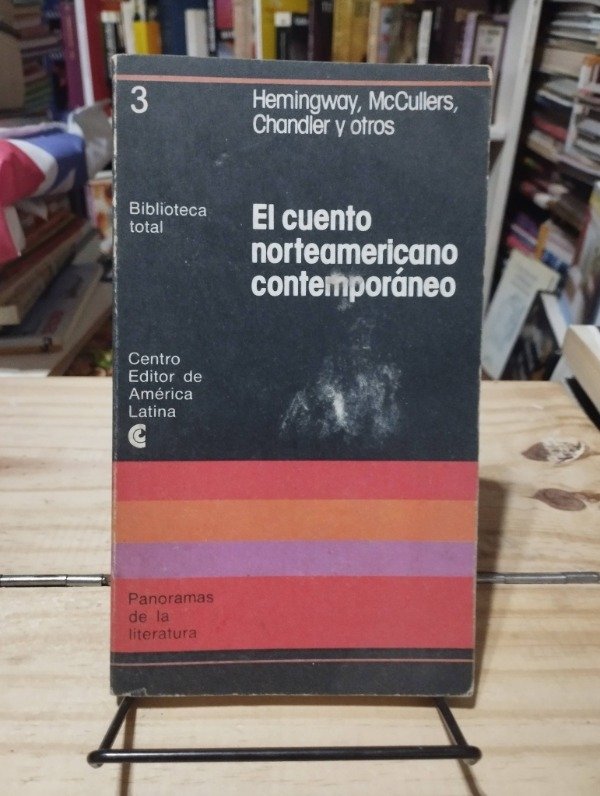 3
Hemingway, McCullers,
Chandler y otros
Biblioteca
total
El cuento
norteamericano
contemporáneo
Centro
Editor de
América
Latina
Panoramas
de la
literatura